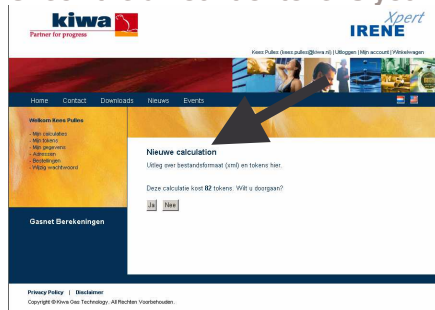 kiwa
Partner for progress
Xpert
IRENE
Kees Pulles (kees.pulles@kiwa.nl) | Uitloggen | Mijn account | Winkelwagen
Home Contact Downloads Nieuws Events
Welkom Kees Pulles
- Mijn calculaties
- Mijn tokens
- Mijn gegevens
- Adressen
- Bestellingen
- Wijzig wachtwoord
Nieuwe calculation
Uitleg over bestandsformaat (xml) en tokens hier.
Deze calculatie kost 82 tokens. Wilt u doorgaan?
Ja Nee
Gasnet Berekeningen
Privacy Policy | Disclaimer
Copyright © Kiwa Gas Technology. All Rechten Voorbehouden.